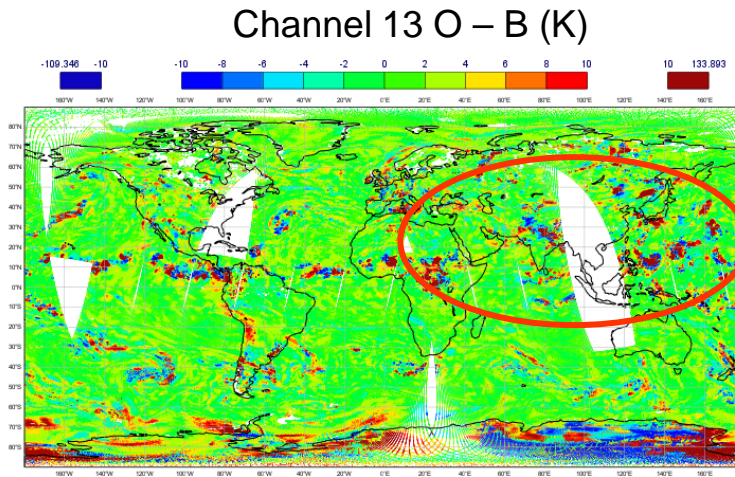 Channel 13 O – B (K)
-109.346 -10 -10 -8 -6 -4 -2 0 2 4 6 8 10 10 133.893
160°W 140°W 120°W 100°W 80°W 60°W 40°W 20°W 0°E 20°E 40°E 60°E 80°E 100°E 120°E 140°E 160°E
80°N
70°N
60°N
50°N
40°N
30°N
20°N
10°N
0°N
10°S
20°S
30°S
40°S
50°S
60°S
70°S
80°S
160°W 140°W 120°W 100°W 80°W 60°W 40°W 20°W 0°E 20°E 40°E 60°E 80°E 100°E 120°E 140°E 160°E